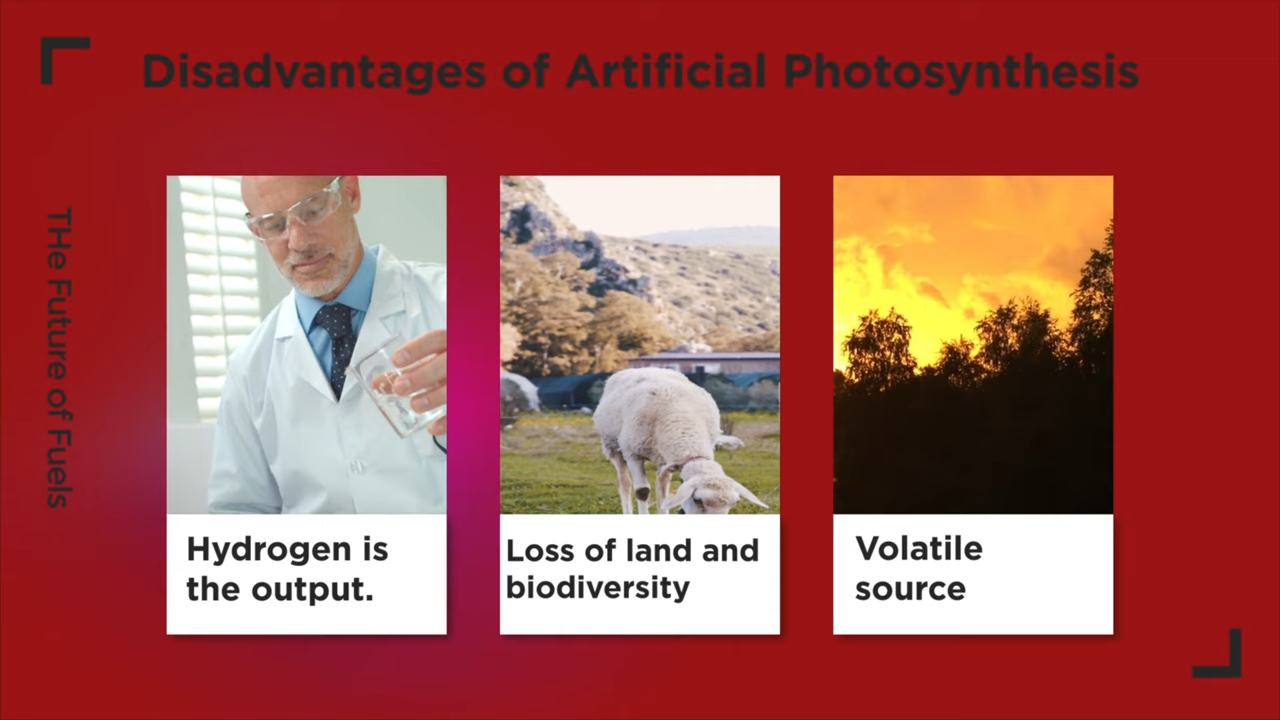 Disadvantages of Artificial Photosynthesis
THe Future of Fuels
Hydrogen is
the output.
Loss of land and
biodiversity
Volatile
source